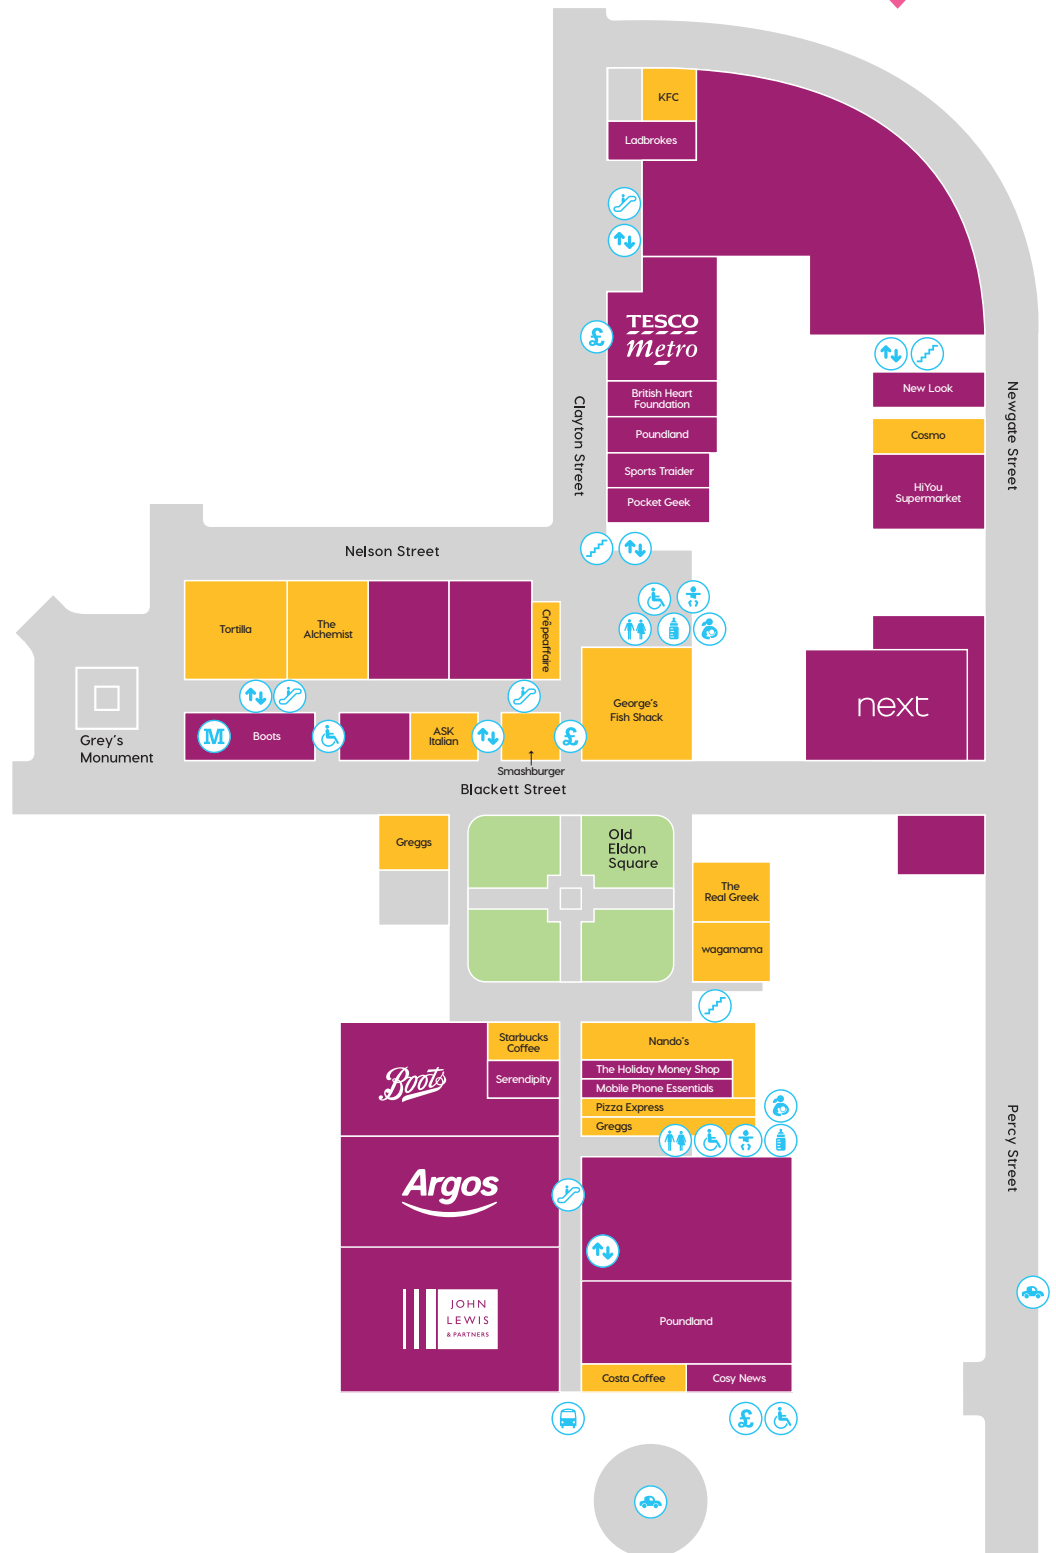 KFC
Ladbrokes
TESCO
metro
£
British Heart
Foundation
Poundland
Sports Traider
Pocket Geek
Clayton Street
New Look
Cosmo
HiYou
Supermarket
Newgate Street
Nelson Street
Tortilla
The
Alchemist
Crêpeaffaire
George's
Fish Shack
next
M
Boots
ASK
Italian
£
Smashburger
Grey's
Monument
Blackett Street
Greggs
Old
Eldon
Square
The
Real Greek
wagamama
Starbucks
Coffee
Serendipity
Boots
Nando's
The Holiday Money Shop
Mobile Phone Essentials
Pizza Express
Greggs
Argos
Percy Street
JOHN
LEWIS
& PARTNERS
Poundland
Costa Coffee
Cosy News
£